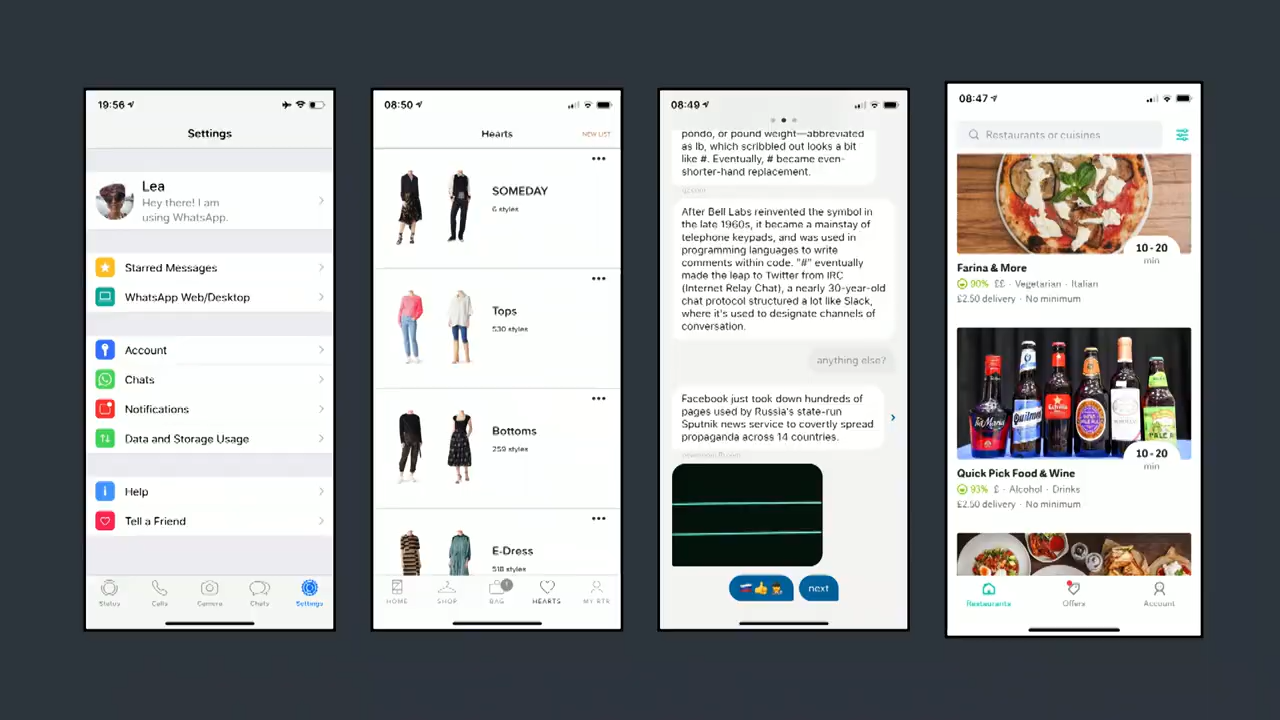 19:56
Settings
Lea
Hey there! I am
using WhatsApp.
Starred Messages
WhatsApp Web/Desktop
Account
Chats
Notifications
Data and Storage Usage
Help
Tell a Friend
Status
Calls
Camera
Chats
Settings
08:50
Hearts
NEW LIST
SOMEDAY
6 styles
Tops
530 styles
Bottoms
259 styles
E-Dress
518 styles
HOME
SHOP
BAG
HEARTS
MY RTR
08:49
pondo, or pound weight—abbreviated
as lb, which scribbled out looks a bit
like #. Eventually, # became even-
shorter-hand replacement.
qz.com
After Bell Labs reinvented the symbol in
the late 1960s, it became a mainstay of
telephone keypads, and was used in
programming languages to write
comments within code. "#" eventually
made the leap to Twitter from IRC
(Internet Relay Chat), a nearly 30-year-old
chat protocol structured a lot like Slack,
where it's used to designate channels of
conversation.
anything else?
Facebook just took down hundreds of
pages used by Russia's state-run
Sputnik news service to covertly spread
propaganda across 14 countries.
next
08:47
Restaurants or cuisines
10 - 20
min
Farina & More
90% ££ · Vegetarian · Italian
£2.50 delivery · No minimum
10 - 20
min
Quick Pick Food & Wine
93% £ · Alcohol · Drinks
£2.50 delivery · No minimum
Restaurants
Offers
Account